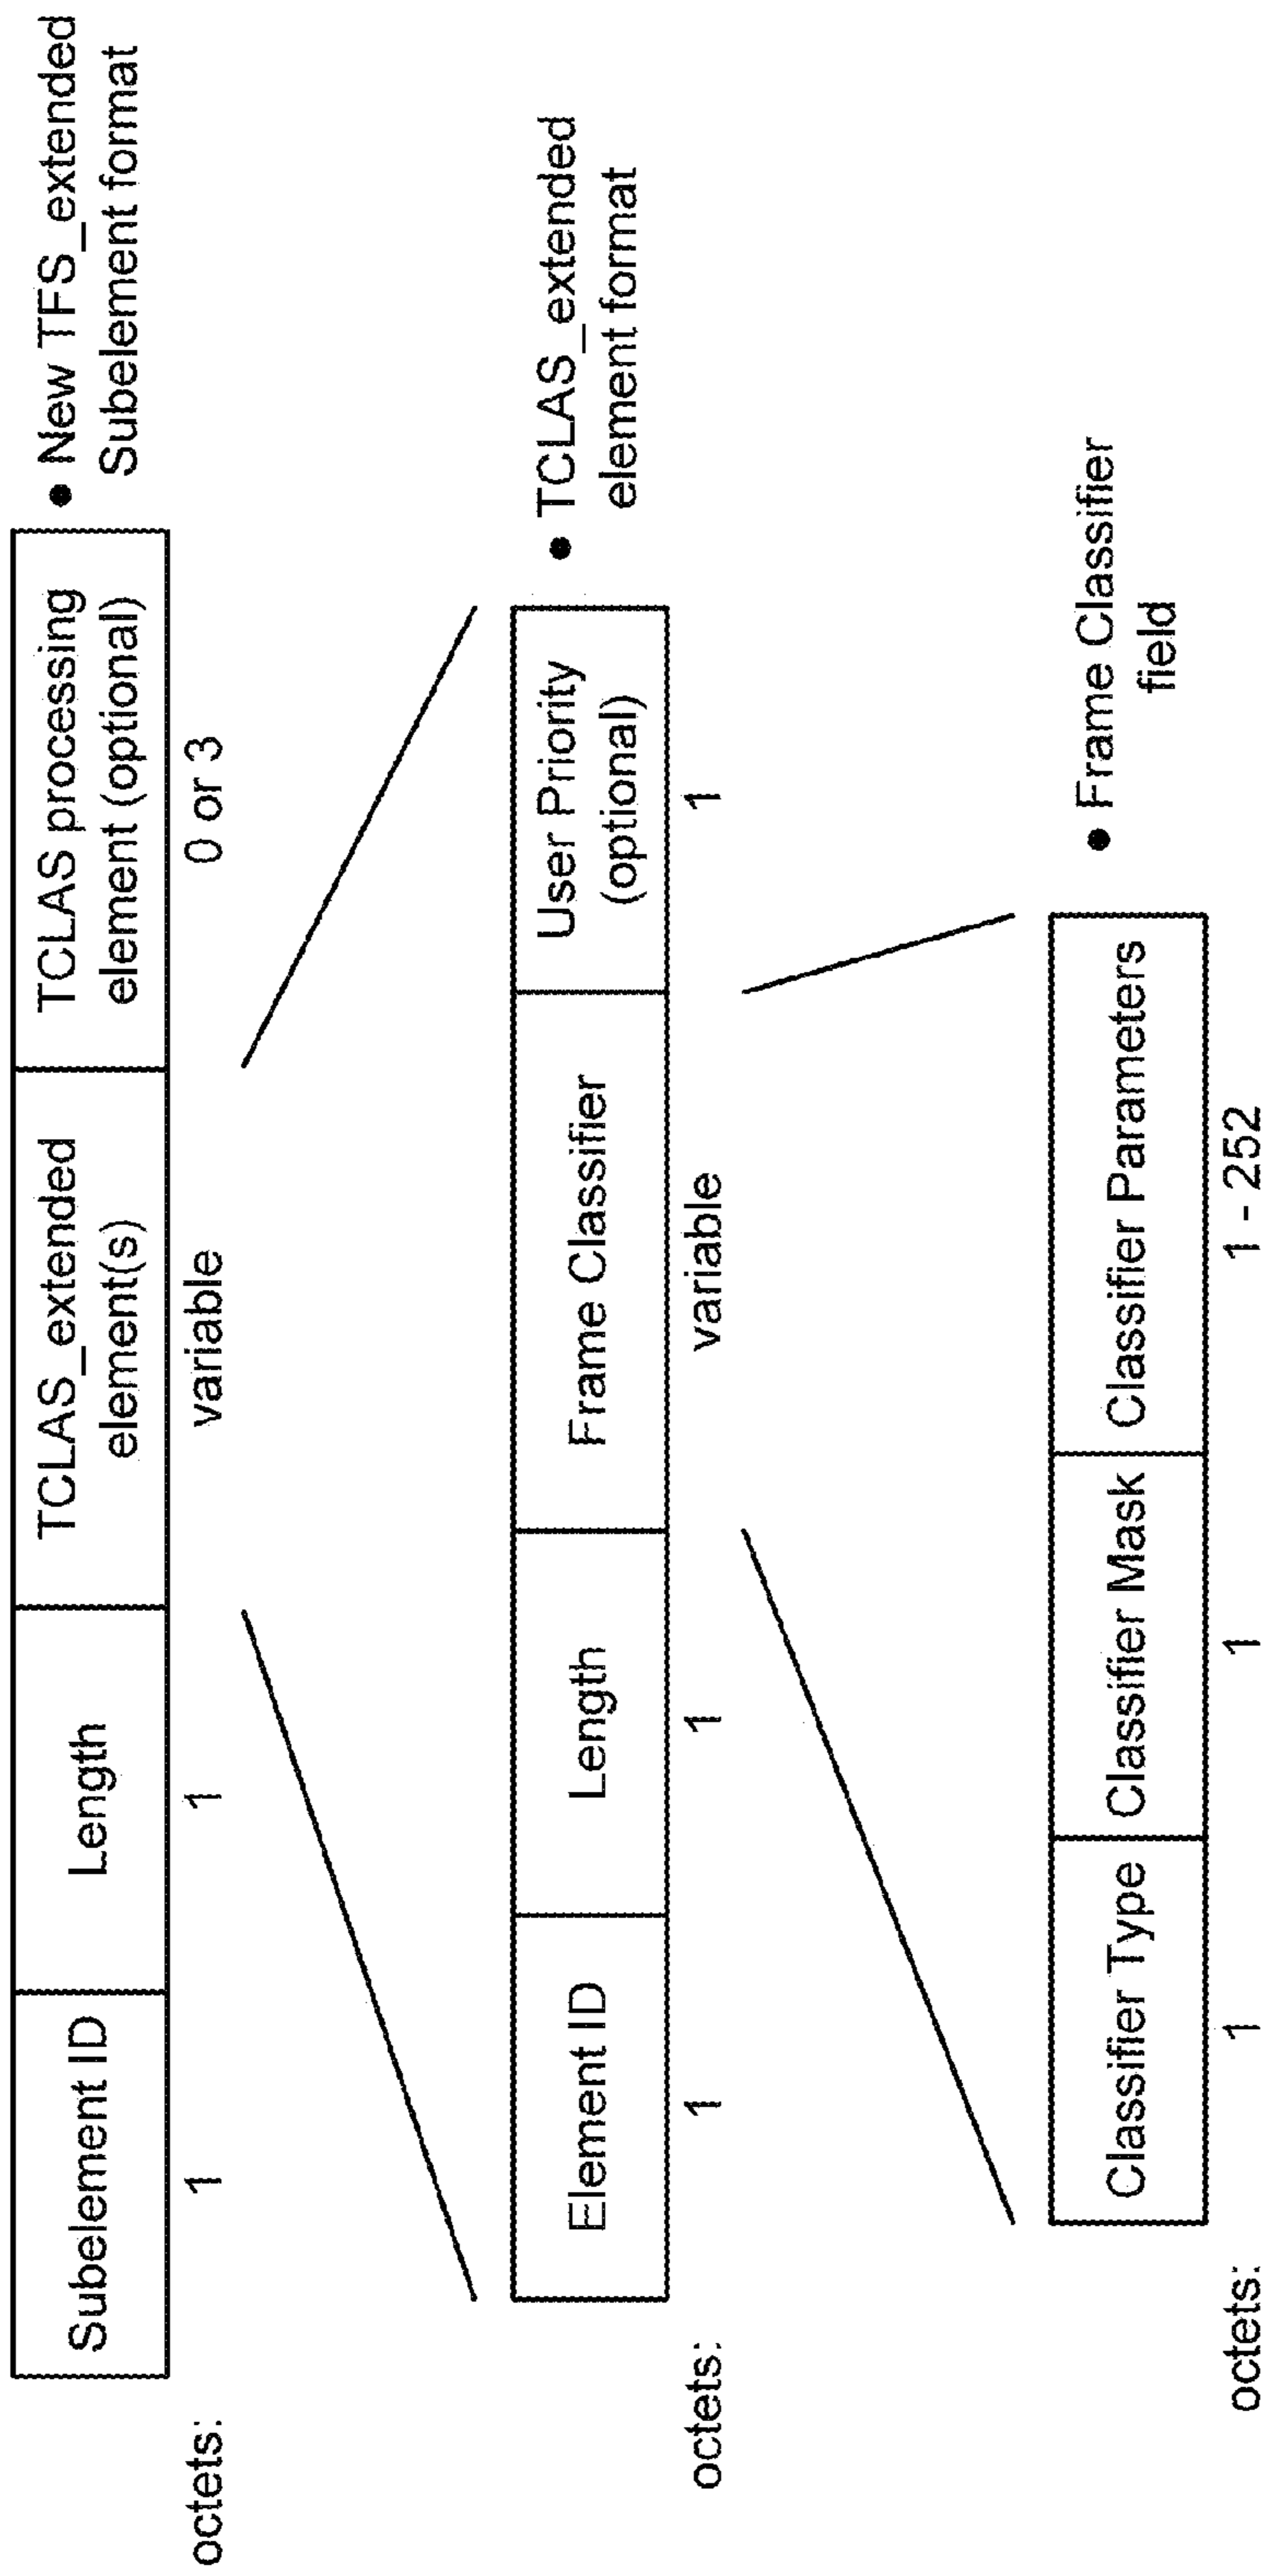 Subelement ID
Length
TCLAS_extended
element(s)
TCLAS processing
element (optional)
● New TFS_extended
Subelement format
octets:
1
1
variable
0 or 3
Element ID
Length
Frame Classifier
User Priority
(optional)
● TCLAS_extended
element format
octets:
1
1
variable
1
Classifier Type
Classifier Mask
Classifier Parameters
● Frame Classifier
field
octets:
1
1
1 - 252